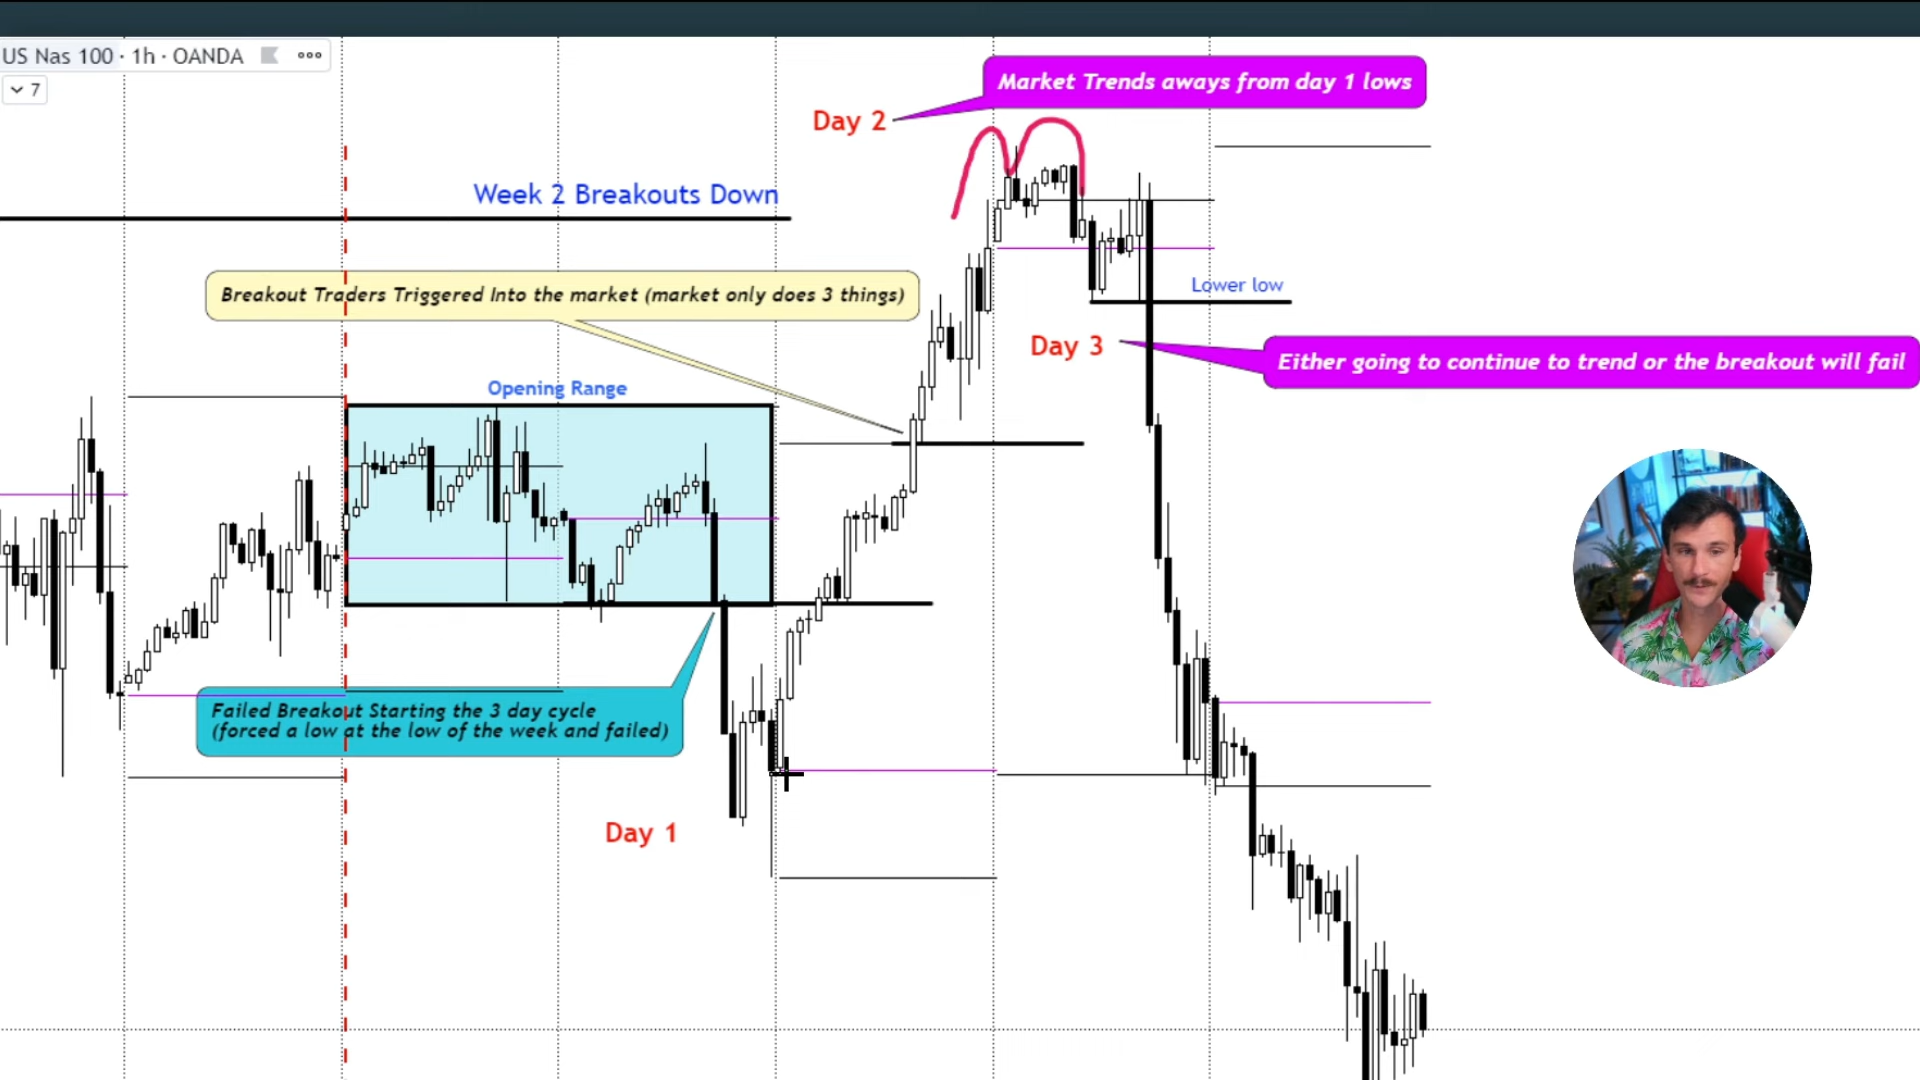 US Nas 100 · 1h · OANDA
7
Market Trends aways from day 1 lows
Day 2
Week 2 Breakouts Down
Lower low
Breakout Traders Triggered Into the market (market only does 3 things)
Day 3
Either going to continue to trend or the breakout will fail
Opening Range
Failed Breakout Starting the 3 day cycle
(forced a low at the low of the week and failed)
Day 1